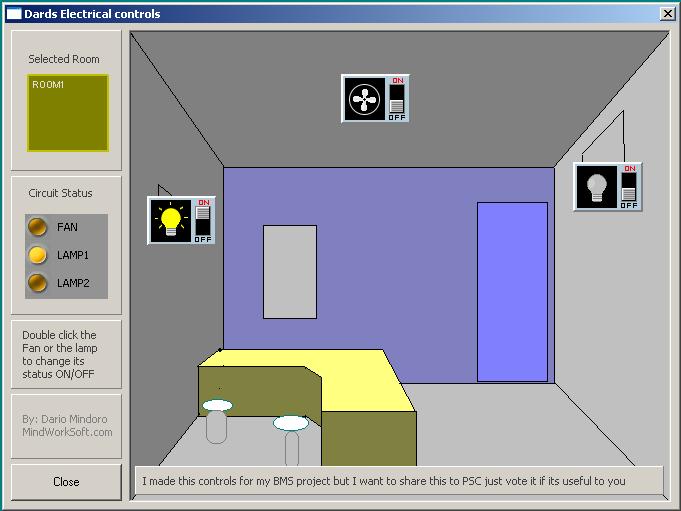 Dards Electrical controls
Selected Room
ROOM1
Circuit Status
FAN
LAMP1
LAMP2
Double click the
Fan or the lamp
to change its
status ON/OFF
By: Dario Mindoro
MindWorkSoft.com
Close
ON
OFF
ON
OFF
ON
OFF
I made this controls for my BMS project but I want to share this to PSC just vote it if its useful to you